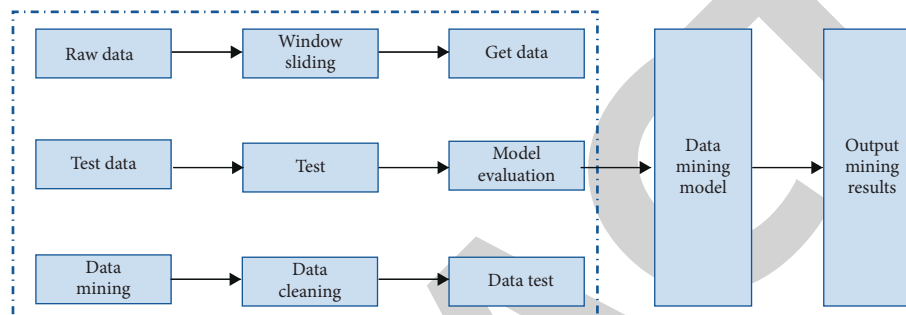 Raw data
Window
sliding
Get data
Test data
Test
Model
evaluation
Data
mining
Data
cleaning
Data test
Data
mining
model
Output
mining
results